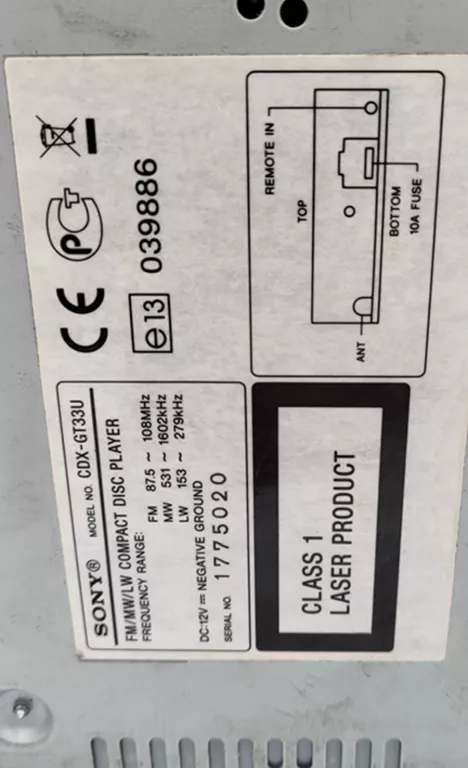 SONY® MODEL NO. CDX-GT33U
FM/MW/LW COMPACT DISC PLAYER
FREQUENCY RANGE:
FM 87.5 ~ 108MHz
MW 531 ~ 1602kHz
LW 153 ~ 279kHz
DC:12V ⎓ NEGATIVE GROUND
SERIAL NO. 1775020
CE
PCT
e13 039886
CLASS 1
LASER PRODUCT
REMOTE IN
TOP
ANT
BOTTOM
10A FUSE